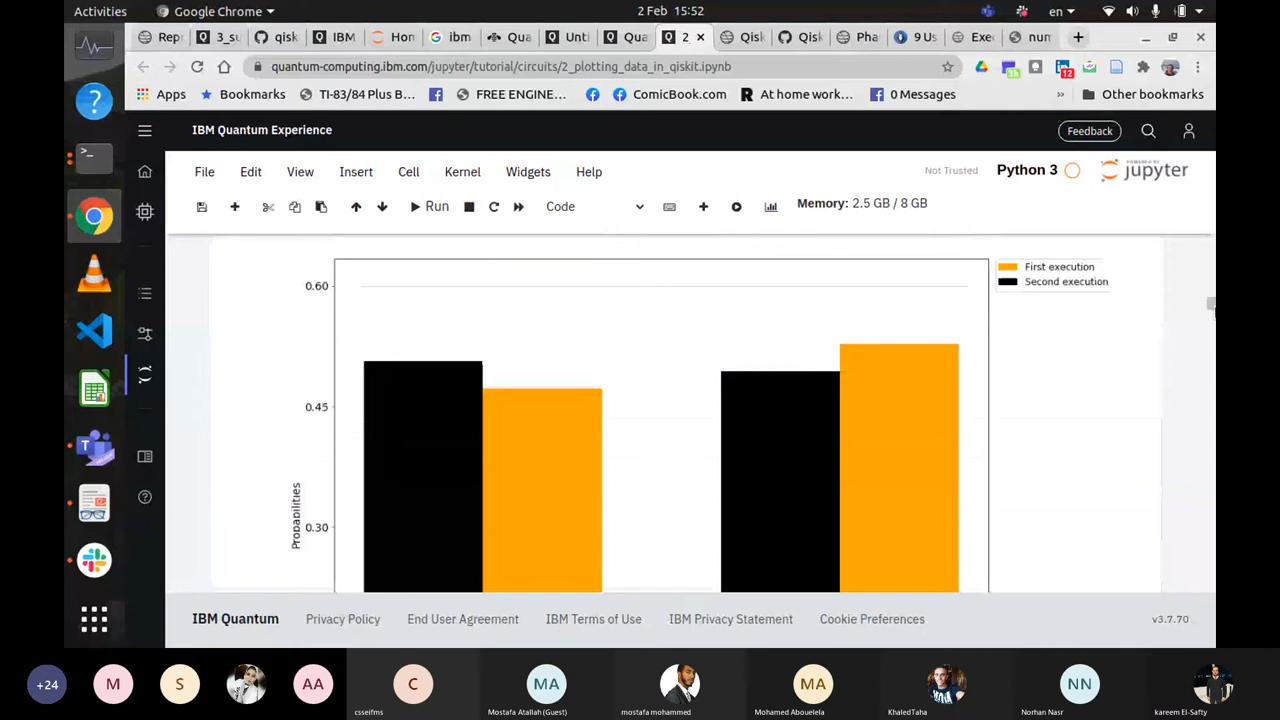 Activities Google Chrome 2 Feb 15:52 en
Rep 3_su qisk IBM Hon ibm Qua Unti Qua 2_ Qisk Qisk Pha 9 Us Exe num
quantum-computing.ibm.com/jupyter/tutorial/circuits/2_plotting_data_in_qiskit.ipynb
12
Apps Bookmarks TI-83/84 Plus B... FREE ENGINE... ComicBook.com At home work... 0 Messages » Other bookmarks
IBM Quantum Experience Feedback
File Edit View Insert Cell Kernel Widgets Help Not Trusted Python 3 POWERED BY jupyter
Run Code Memory: 2.5 GB / 8 GB
First execution
Second execution
0.60
0.45
0.30
Probabilities
IBM Quantum Privacy Policy End User Agreement IBM Terms of Use IBM Privacy Statement Cookie Preferences v3.7.70
+24 M S AA C MA MA NN
csseifms Mostafa Atallah (Guest) mostafa mohammed Mohamed Abouelela KhaledTaha Norhan Nasr kareem El-Safty